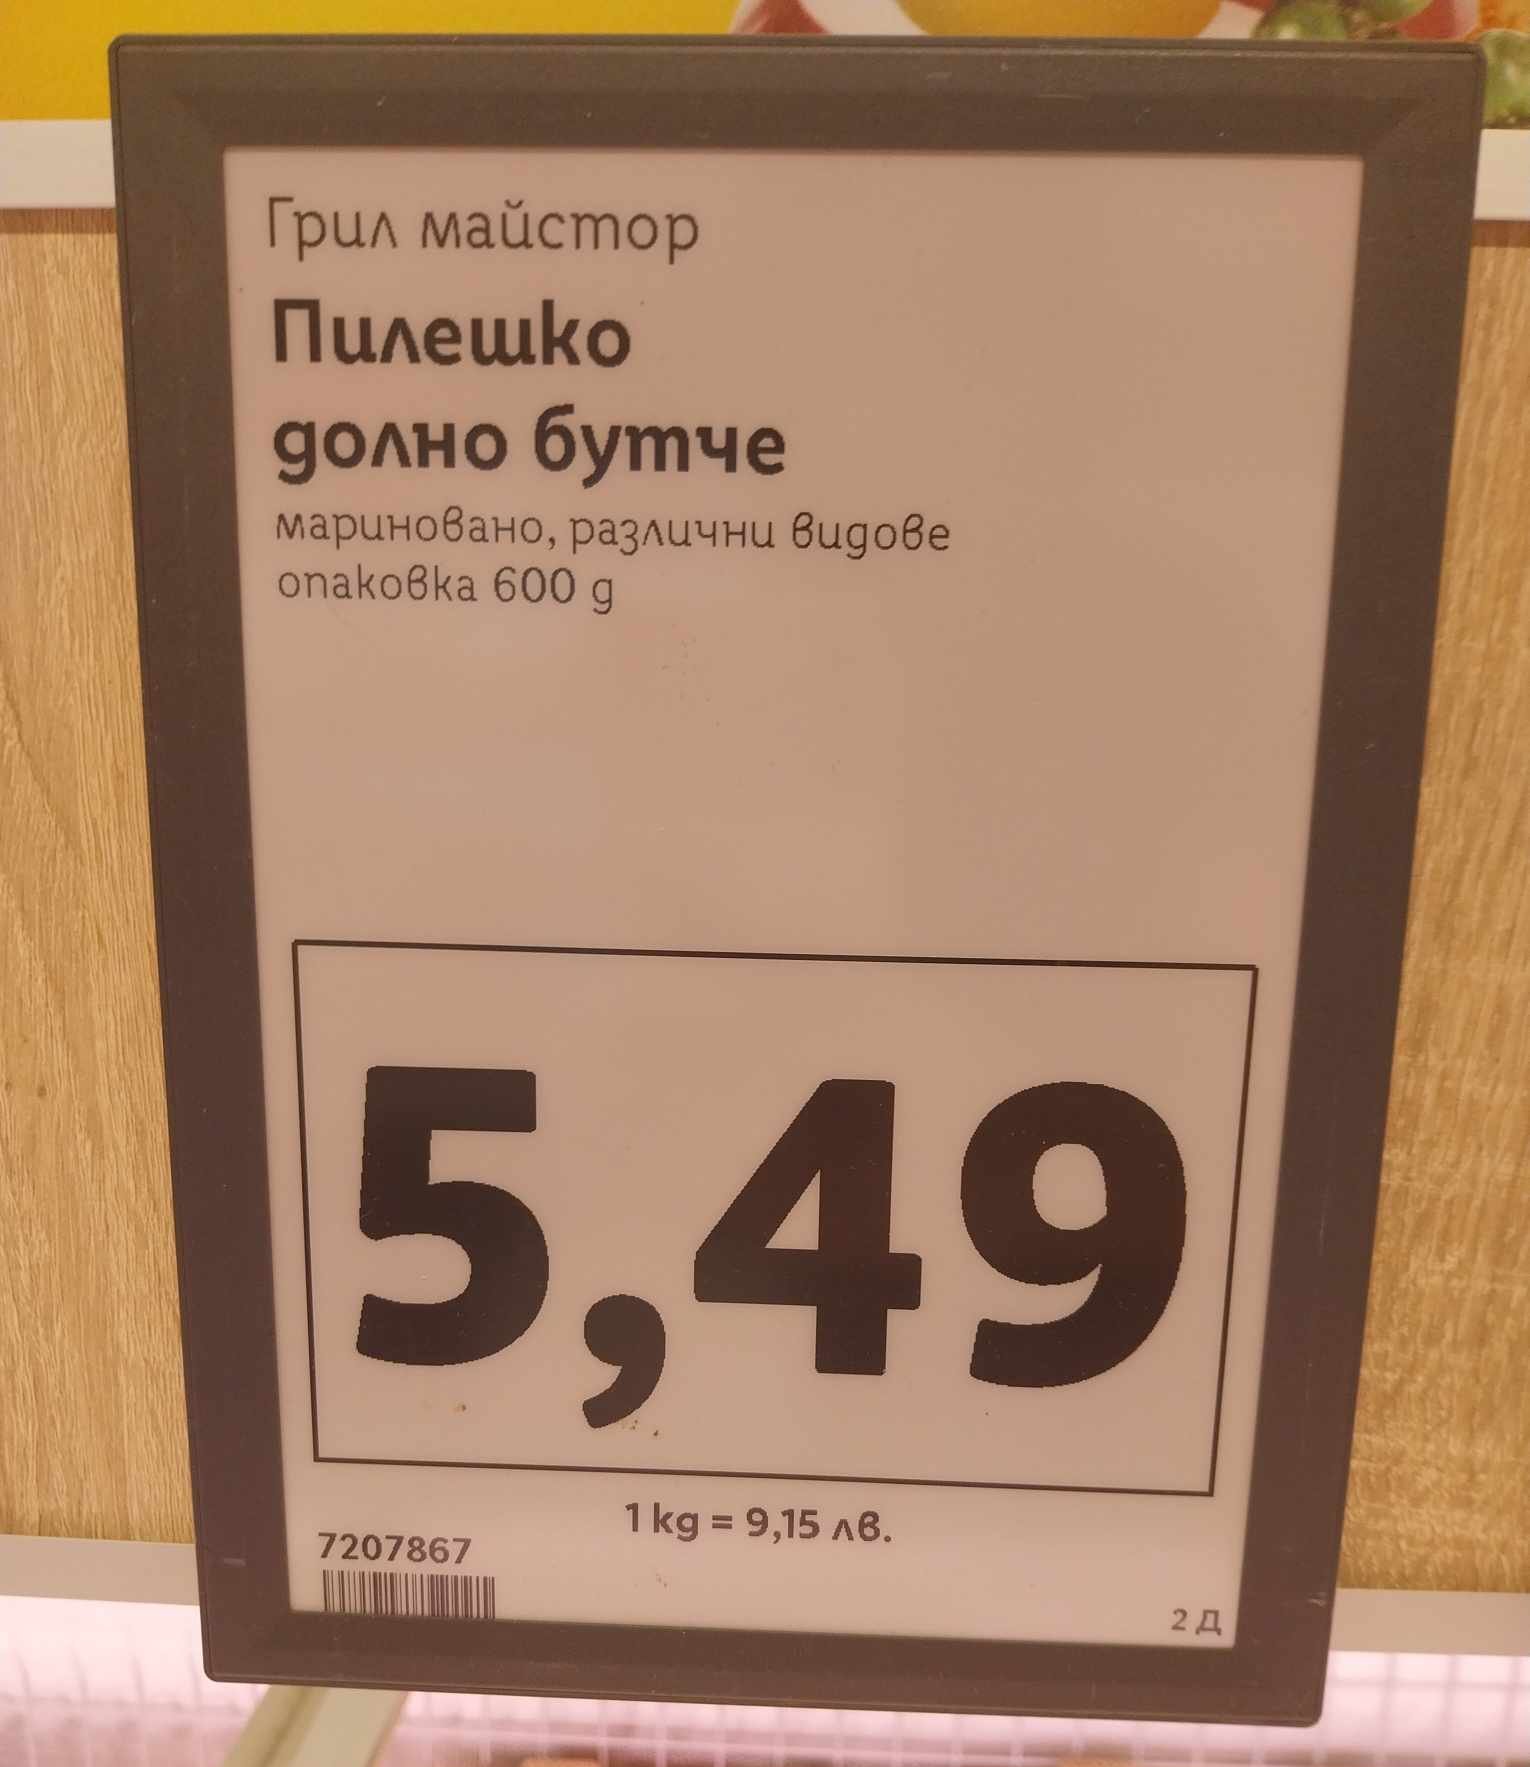 Грил майстор
Пилешко
долно бутче
мариновано, различни видове
опаковка 600 g
5,49
1 kg = 9,15 лв.
7207867
2 Д